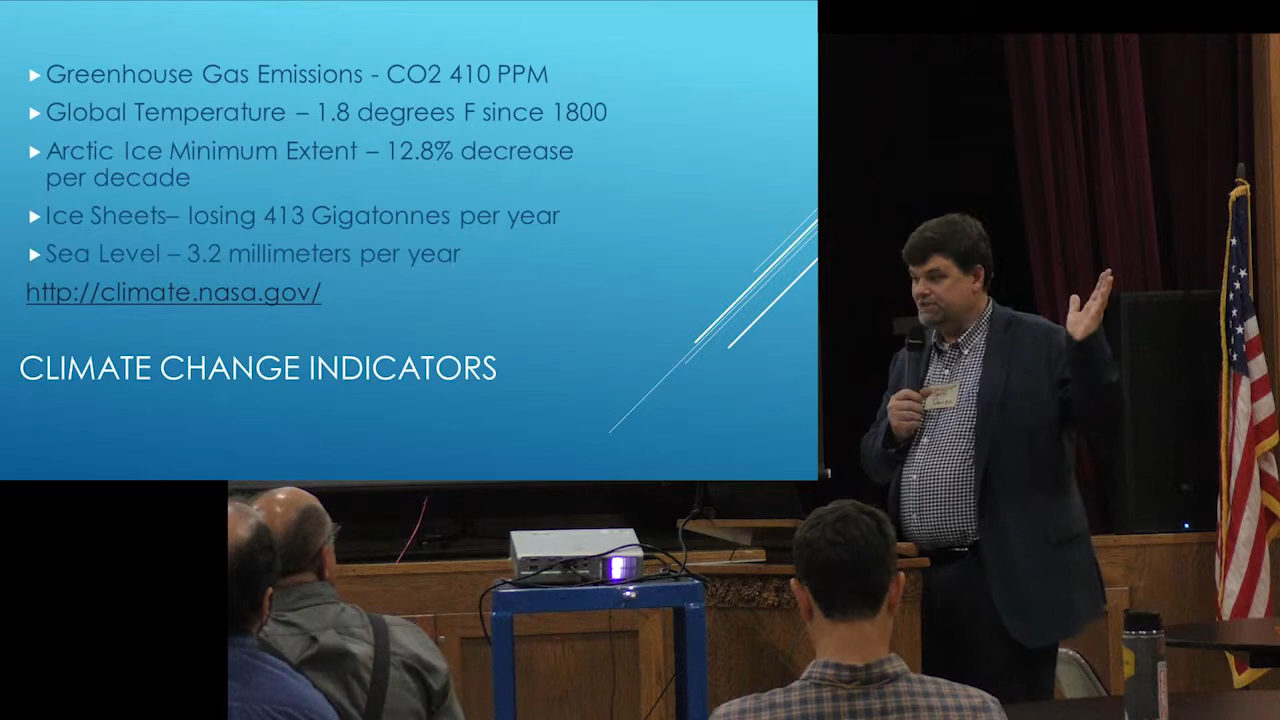 Greenhouse Gas Emissions - CO2 410 PPM
Global Temperature – 1.8 degrees F since 1800
Arctic Ice Minimum Extent – 12.8% decrease
per decade
Ice Sheets– losing 413 Gigatonnes per year
Sea Level – 3.2 millimeters per year
http://climate.nasa.gov/
CLIMATE CHANGE INDICATORS